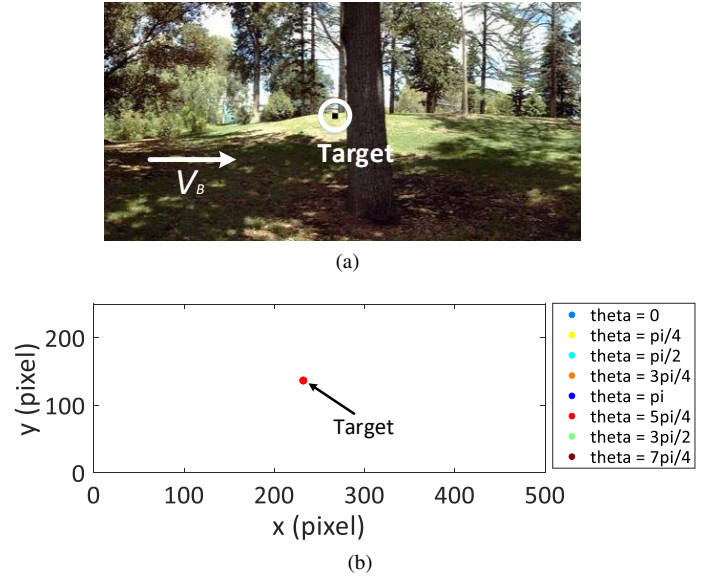 Target
V_B
(a)
y (pixel)
200
100
0
Target
0 100 200 300 400 500
x (pixel)
theta = 0
theta = pi/4
theta = pi/2
theta = 3pi/4
theta = pi
theta = 5pi/4
theta = 3pi/2
theta = 7pi/4
(b)